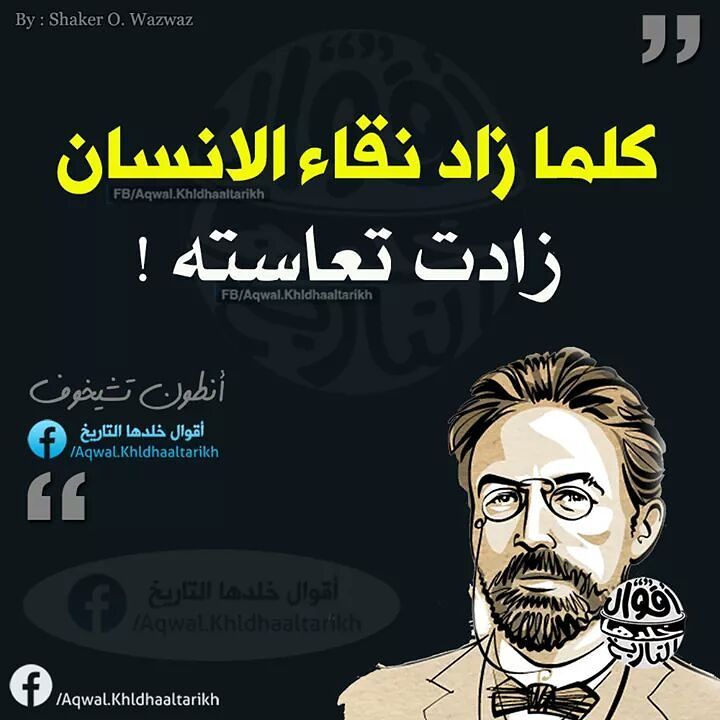 By : Shaker O. Wazwaz
كلما زاد نقاء الانسان
FB/Aqwal.Khldhaaltarikh
زادت تعاسته !
FB/Aqwal.Khldhaaltarikh
أنطون تشيخوف
أقوال خلدها التاريخ
/Aqwal.Khldhaaltarikh
أقوال خلدها التاريخ
/Aqwal.Khldhaaltarikh
أقوال
خلدها
التاريخ
/Aqwal.Khldhaaltarikh